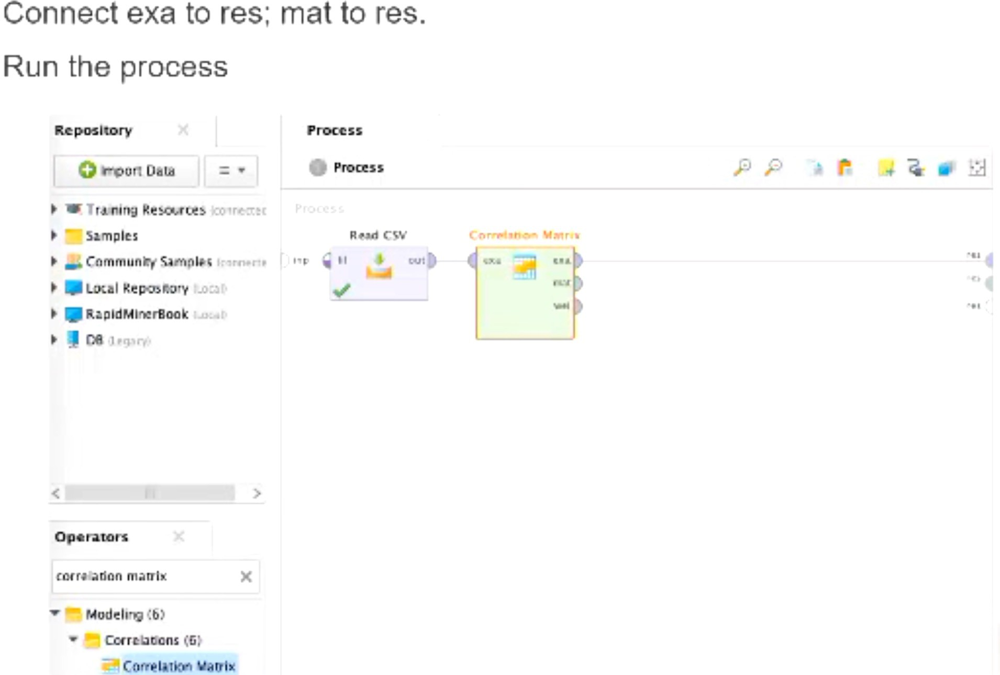 Connect exa to res; mat to res.
Run the process
Repository
Process
Import Data
Process
Training Resources (connected
Samples
Community Samples (connecte
Local Repository (Local)
RapidMinerBook (Local)
DB (Legacy)
Process
Read CSV
Correlation Matrix
inp
fil
out
exa
exa
mat
wei
res
res
res
Operators
correlation matrix
Modeling (6)
Correlations (6)
Correlation Matrix